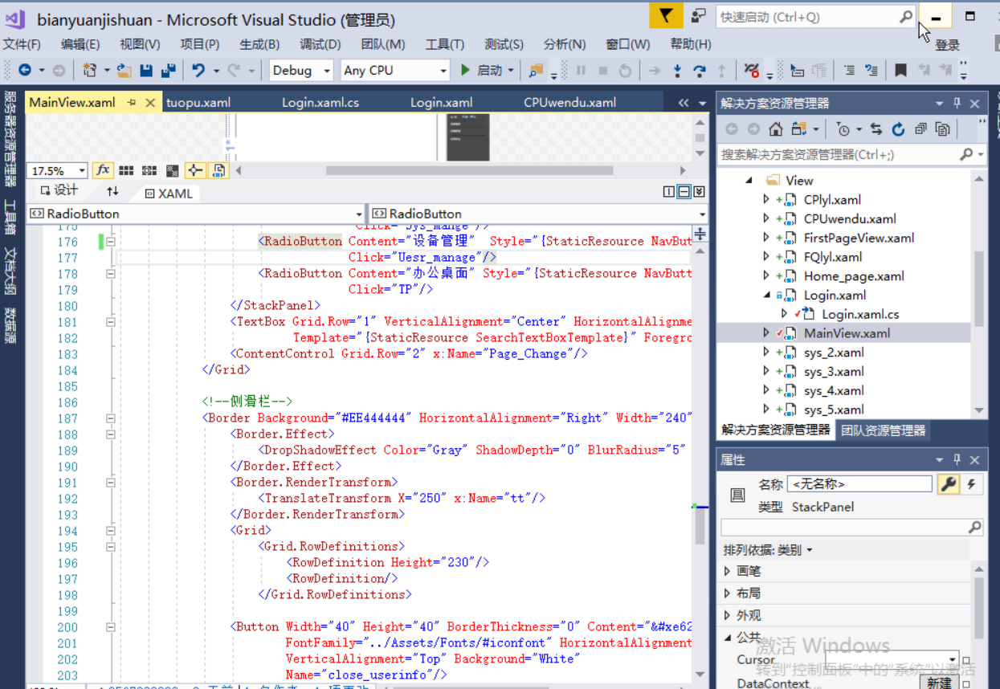 bianyuanjishuan - Microsoft Visual Studio (管理员)
快速启动 (Ctrl+Q)
文件(F) 编辑(E) 视图(V) 项目(P) 生成(B) 调试(D) 团队(M) 工具(T) 测试(S) 分析(N) 窗口(W) 帮助(H) 登录
Debug Any CPU 启动
服务器资源管理器
工具箱
文档大纲
数据源
MainView.xaml tuopu.xaml Login.xaml.cs Login.xaml CPUwendu.xaml
1*
17.5% fx
设计 XAML
RadioButton RadioButton
175 Click="Sys_mange"/>
176 <RadioButton Content="设备管理" Style="{StaticResource NavButt
177 Click="Uesr_manage"/>
178 <RadioButton Content="办公桌面" Style="{StaticResource NavButt
179 Click="TP"/>
180 </StackPanel>
181 <TextBox Grid.Row="1" VerticalAlignment="Center" HorizontalAlignme
182 Template="{StaticResource SearchTextBoxTemplate}" Foregro
183 <ContentControl Grid.Row="2" x:Name="Page_Change"/>
184 </Grid>
185
186 <!--侧滑栏-->
187 <Border Background="#EE444444" HorizontalAlignment="Right" Width="240"
188 <Border.Effect>
189 <DropShadowEffect Color="Gray" ShadowDepth="0" BlurRadius="5"
190 </Border.Effect>
191 <Border.RenderTransform>
192 <TranslateTransform X="250" x:Name="tt"/>
193 </Border.RenderTransform>
194 <Grid>
195 <Grid.RowDefinitions>
196 <RowDefinition Height="230"/>
197 <RowDefinition/>
198 </Grid.RowDefinitions>
199
200 <Button Width="40" Height="40" BorderThickness="0" Content="&#xe62
201 FontFamily="../Assets/Fonts/#iconfont" HorizontalAlignment
202 VerticalAlignment="Top" Background="White"
203 Name="close_userinfo"/>
解决方案资源管理器
搜索解决方案资源管理器(Ctrl+;)
View
CPlyl.xaml
CPUwendu.xaml
FirstPageView.xaml
FQlyl.xaml
Home_page.xaml
Login.xaml
Login.xaml.cs
MainView.xaml
sys_2.xaml
sys_3.xaml
sys_4.xaml
sys_5.xaml
解决方案资源管理器 团队资源管理器
属性
名称 <无名称>
类型 StackPanel
排列依据: 类别
画笔
布局
外观
公共
Cursor
DataContext 新建
激活 Windows
转到"控制面板"中的"系统"以激活